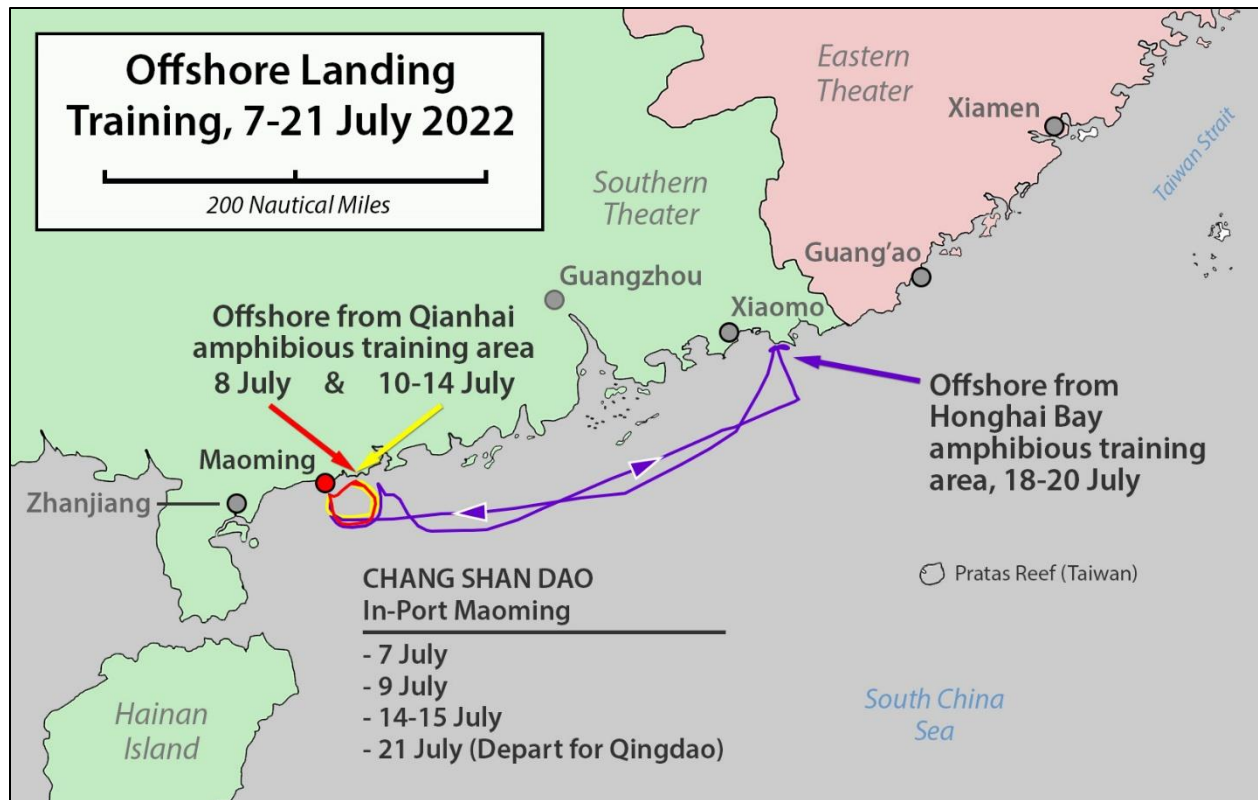 Offshore Landing
Training, 7-21 July 2022
200 Nautical Miles
Eastern
Theater
Xiamen
Taiwan Strait
Southern
Theater
Guang'ao
Guangzhou
Xiaomo
Offshore from Qianhai
amphibious training area
8 July & 10-14 July
Offshore from
Honghai Bay
amphibious training
area, 18-20 July
Maoming
Zhanjiang
CHANG SHAN DAO
In-Port Maoming
- 7 July
- 9 July
- 14-15 July
- 21 July (Depart for Qingdao)
Pratas Reef (Taiwan)
Hainan
Island
South China
Sea